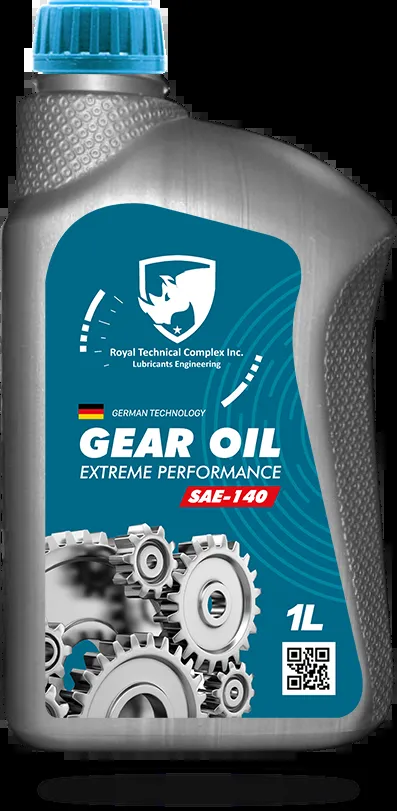 Royal Technical Complex Inc.
Lubricants Engineering
GERMAN TECHNOLOGY
GEAR OIL
EXTREME PERFORMANCE
SAE-140
1L